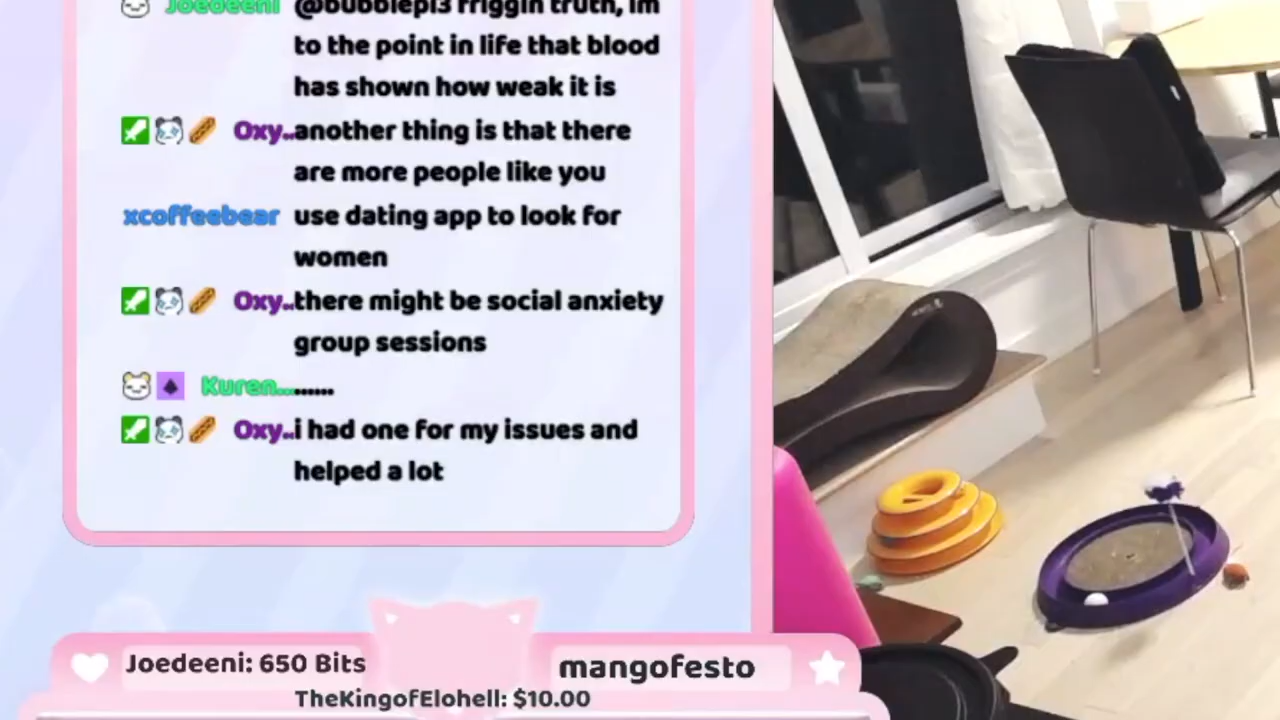 Joedeeni @bubblepi3 friggin truth, im
to the point in life that blood
has shown how weak it is
Oxy..another thing is that there
are more people like you
xcoffeebear use dating app to look for
women
Oxy..there might be social anxiety
group sessions
Kuren.........
Oxy..i had one for my issues and
helped a lot
Joedeeni: 650 Bits
mangofesto
TheKingofElohell: $10.00